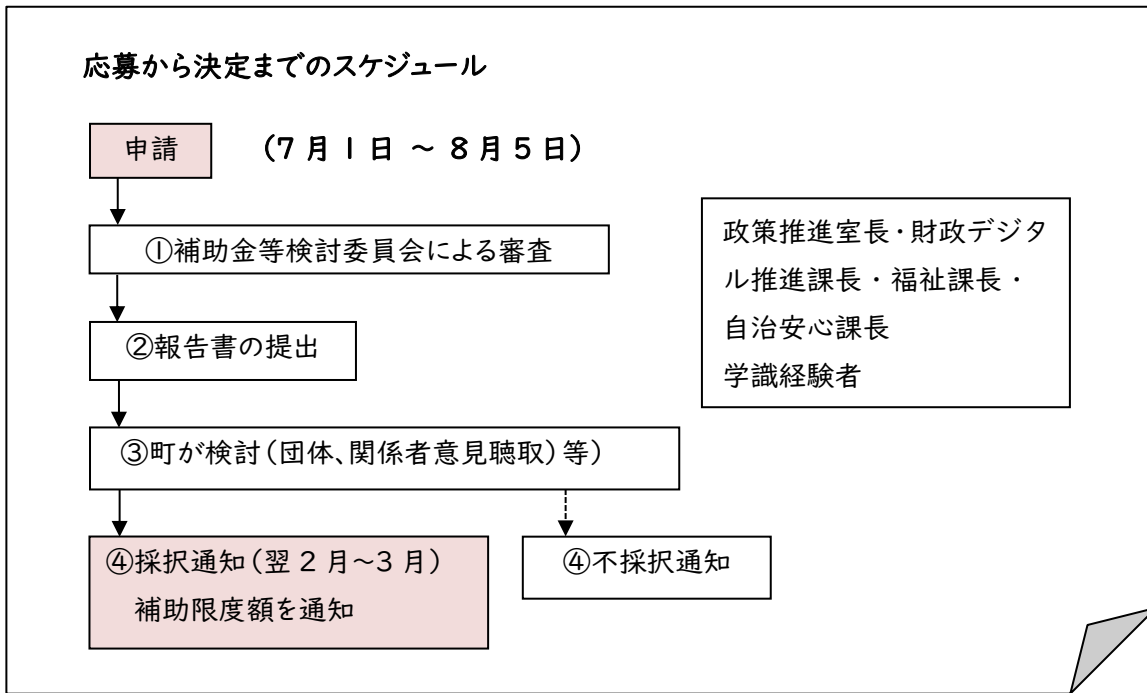 応募から決定までのスケジュール
申請 (7月1日 ~ 8月5日)
①補助金等検討委員会による審査
②報告書の提出
③町が検討(団体、関係者意見聴取)等)
④採択通知(翌2月~3月)
補助限度額を通知
④不採択通知
政策推進室長・財政デジタ
ル推進課長・福祉課長・
自治安心課長
学識経験者